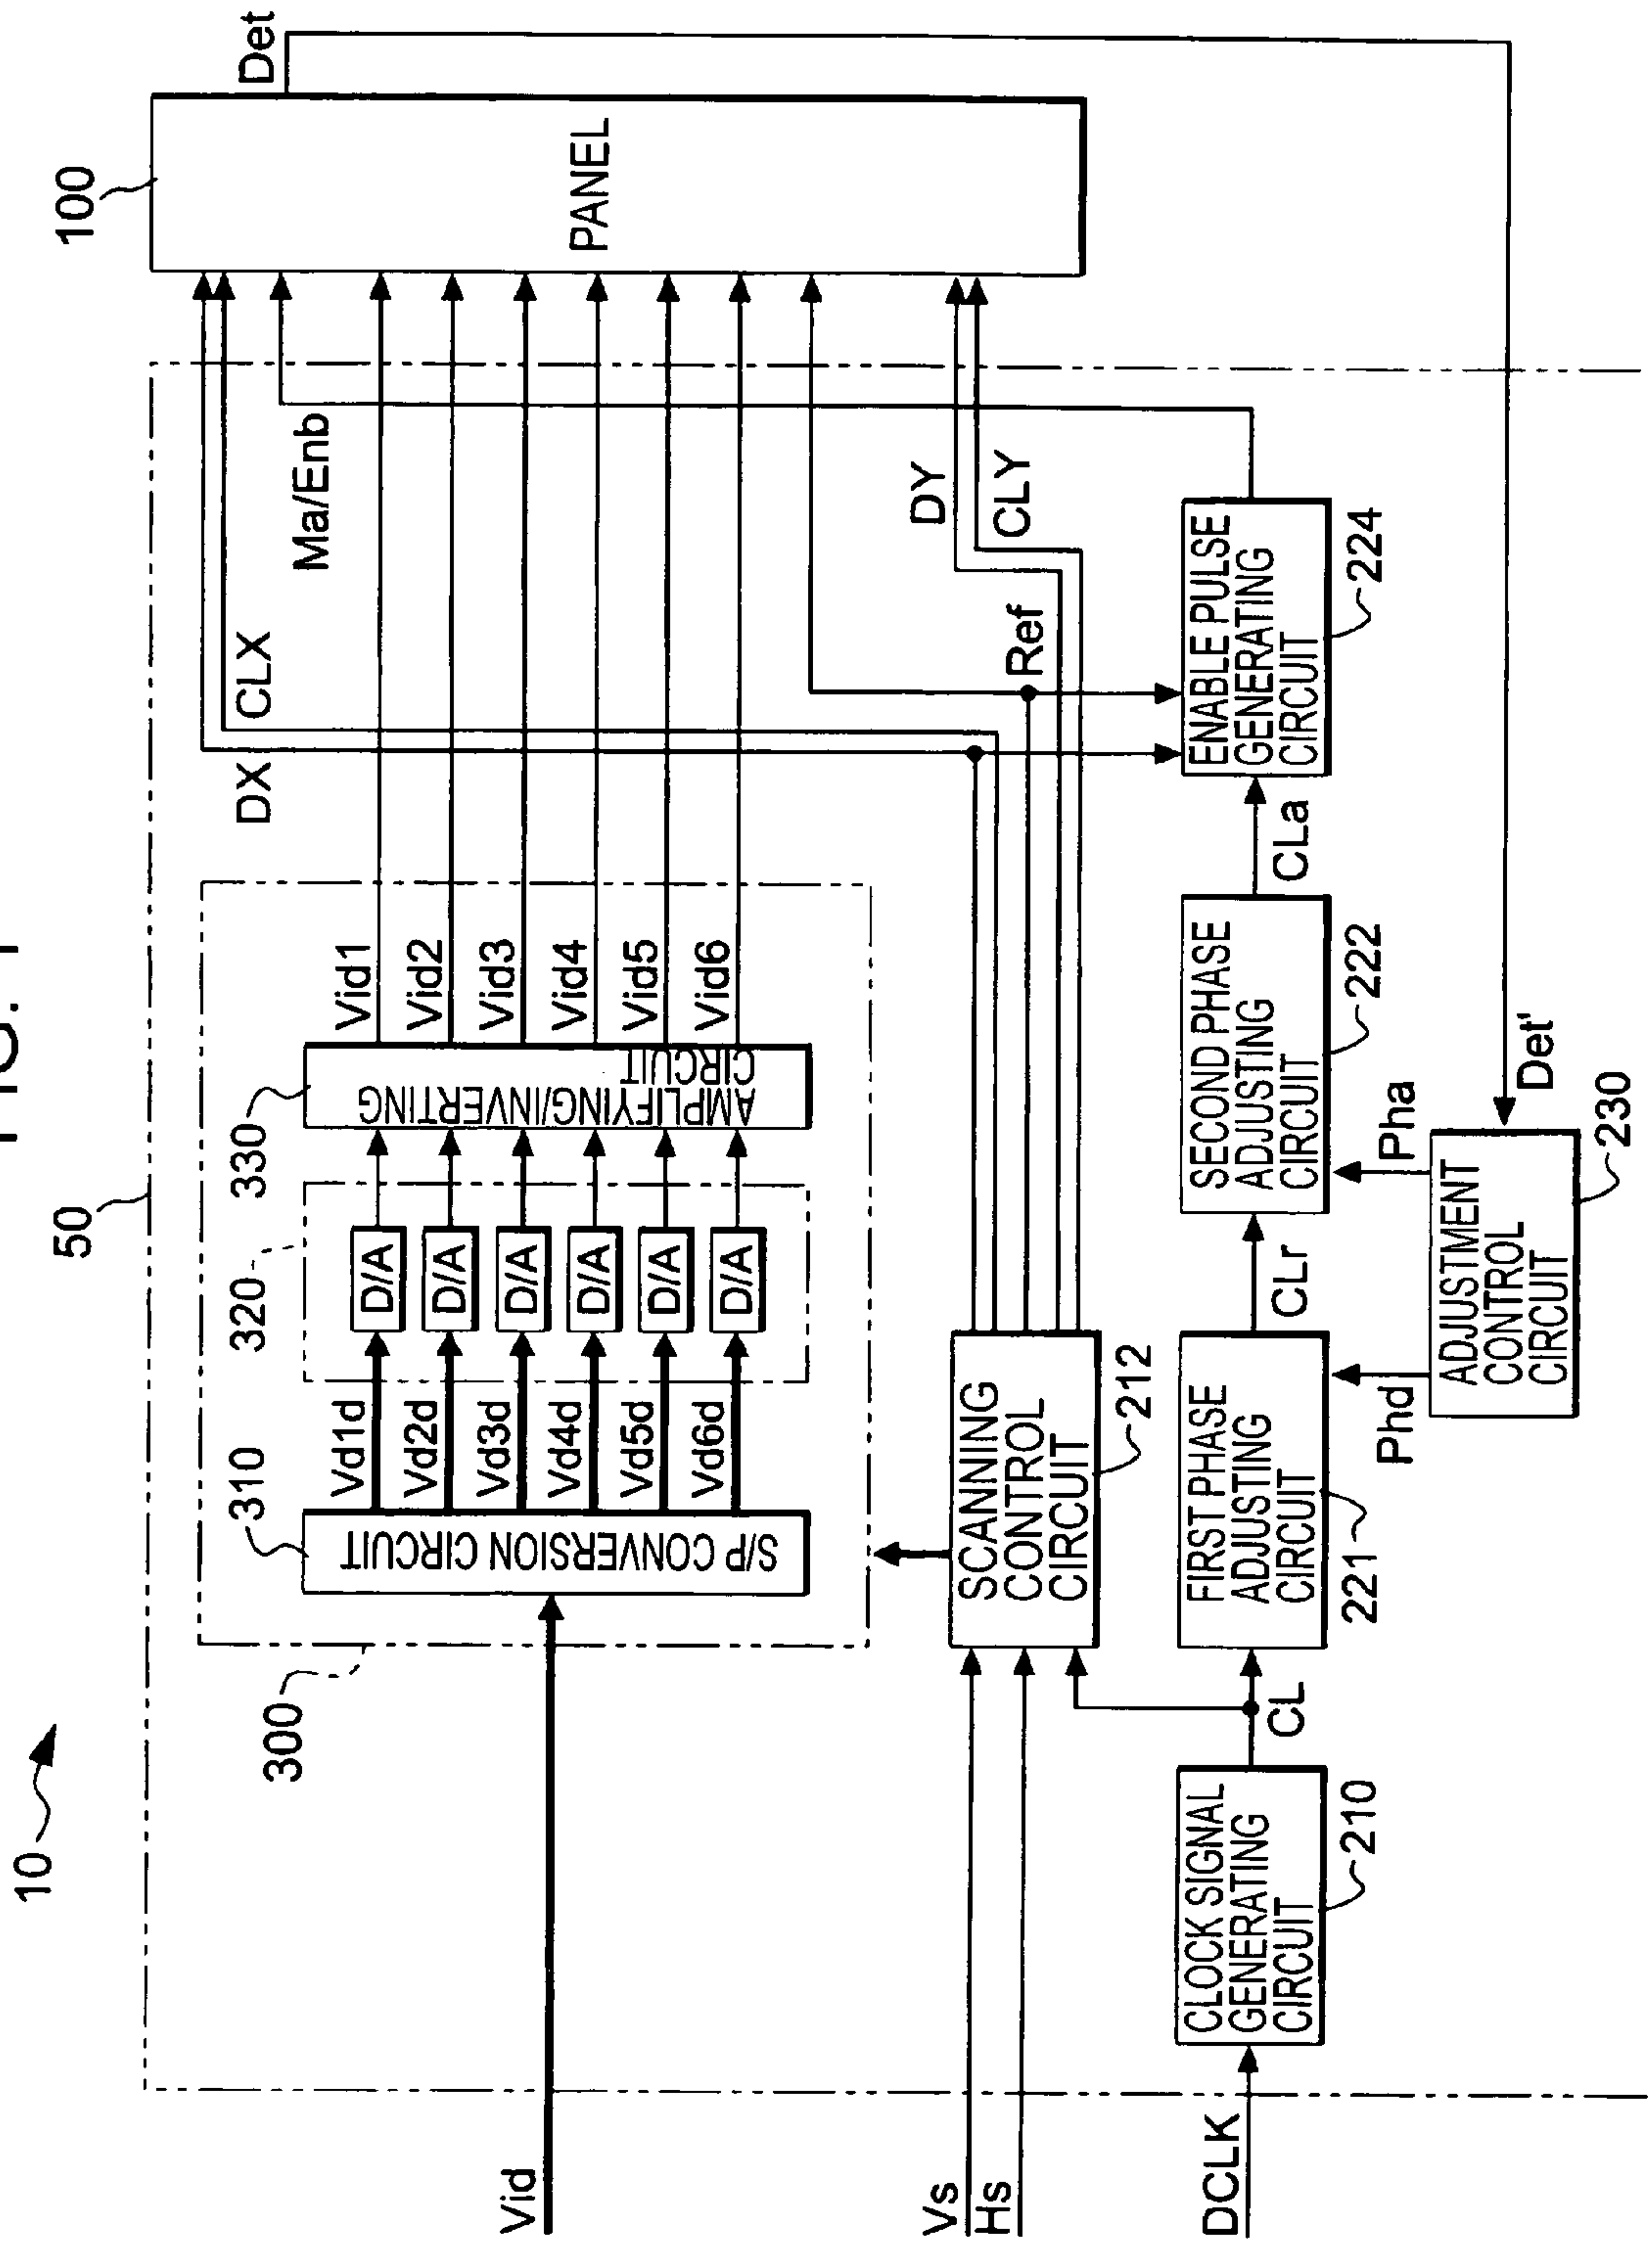 10
50
100
Det
PANEL
DX
CLX
Ma/Enb
300
310
320
330
Vid
S/P CONVERSION CIRCUIT
Vd1d
Vd2d
Vd3d
Vd4d
Vd5d
Vd6d
D/A
D/A
D/A
D/A
D/A
D/A
AMPLIFYING/INVERTING
CIRCUIT
Vid1
Vid2
Vid3
Vid4
Vid5
Vid6
DY
CLY
Ref
Vs
Hs
SCANNING
CONTROL
CIRCUIT
212
DCLK
CLOCK SIGNAL
GENERATING
CIRCUIT
210
CL
FIRST PHASE
ADJUSTING
CIRCUIT
221
CLr
SECOND PHASE
ADJUSTING
CIRCUIT
222
CLa
ENABLE PULSE
GENERATING
CIRCUIT
224
Phd
Pha
ADJUSTMENT
CONTROL
CIRCUIT
230
Det'